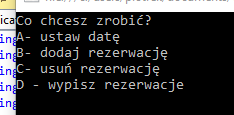 Co chcesz zrobić?
A- ustaw datę
B- dodaj rezerwację
C- usuń rezerwację
D - wypisz rezerwacje